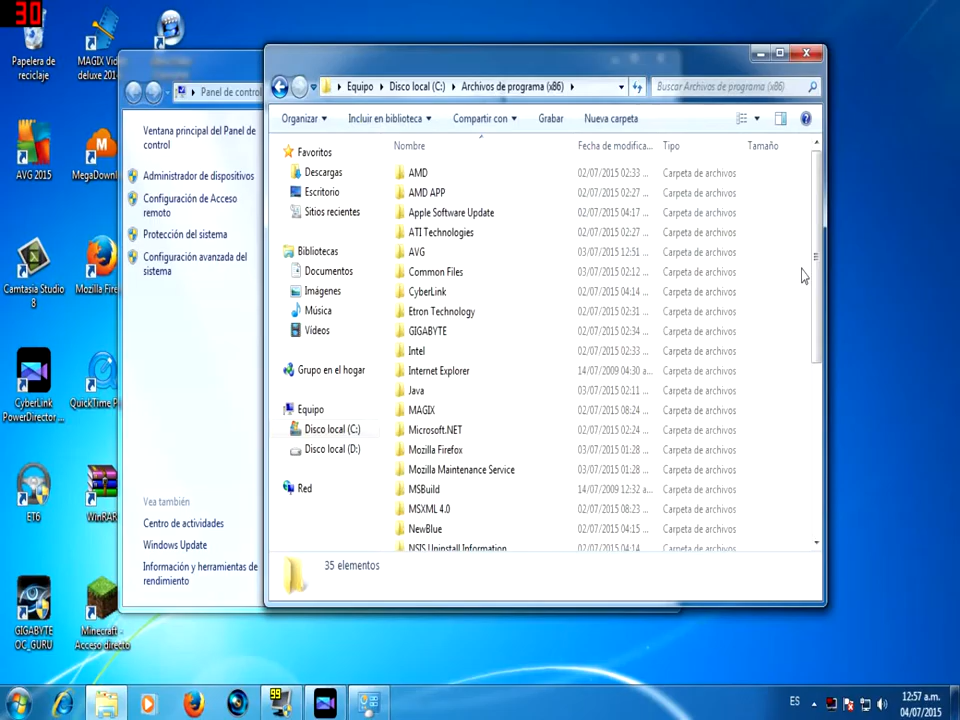 30
Papelera de
reciclaje
MAGIX Vid
deluxe 201
AVG 2015
MegaDownl
Camtasia Studio
8
Mozilla Fire
CyberLink
PowerDirector ...
QuickTime P
ET6
WinRAR
GIGABYTE
OC_GURU
Minecraft -
Acceso directo
Panel de control
Ventana principal del Panel de
control
Administrador de dispositivos
Configuración de Acceso
remoto
Protección del sistema
Configuración avanzada del
sistema
Vea también
Centro de actividades
Windows Update
Información y herramientas de
rendimiento
Equipo Disco local (C:) Archivos de programa (x86)
Buscar Archivos de programa (x86)
Organizar Incluir en biblioteca Compartir con Grabar Nueva carpeta
Favoritos
Descargas
Escritorio
Sitios recientes
Bibliotecas
Documentos
Imágenes
Música
Vídeos
Grupo en el hogar
Equipo
Disco local (C:)
Disco local (D:)
Red
Nombre Fecha de modifica... Tipo Tamaño
AMD 02/07/2015 02:33 ... Carpeta de archivos
AMD APP 02/07/2015 02:27 ... Carpeta de archivos
Apple Software Update 02/07/2015 04:17 ... Carpeta de archivos
ATI Technologies 02/07/2015 02:27 ... Carpeta de archivos
AVG 03/07/2015 12:51 ... Carpeta de archivos
Common Files 03/07/2015 02:12 ... Carpeta de archivos
CyberLink 02/07/2015 04:14 ... Carpeta de archivos
Etron Technology 02/07/2015 02:31 ... Carpeta de archivos
GIGABYTE 02/07/2015 02:34 ... Carpeta de archivos
Intel 02/07/2015 02:33 ... Carpeta de archivos
Internet Explorer 14/07/2009 04:30 a... Carpeta de archivos
Java 03/07/2015 02:11 ... Carpeta de archivos
MAGIX 02/07/2015 08:24 ... Carpeta de archivos
Microsoft.NET 02/07/2015 02:24 ... Carpeta de archivos
Mozilla Firefox 03/07/2015 01:28 ... Carpeta de archivos
Mozilla Maintenance Service 03/07/2015 01:28 ... Carpeta de archivos
MSBuild 14/07/2009 12:32 a... Carpeta de archivos
MSXML 4.0 02/07/2015 08:23 ... Carpeta de archivos
NewBlue 02/07/2015 04:15 ... Carpeta de archivos
NSIS Uninstall Information 02/07/2015 04:14 ... Carpeta de archivos
35 elementos
99
ES
12:57 a.m.
04/07/2015